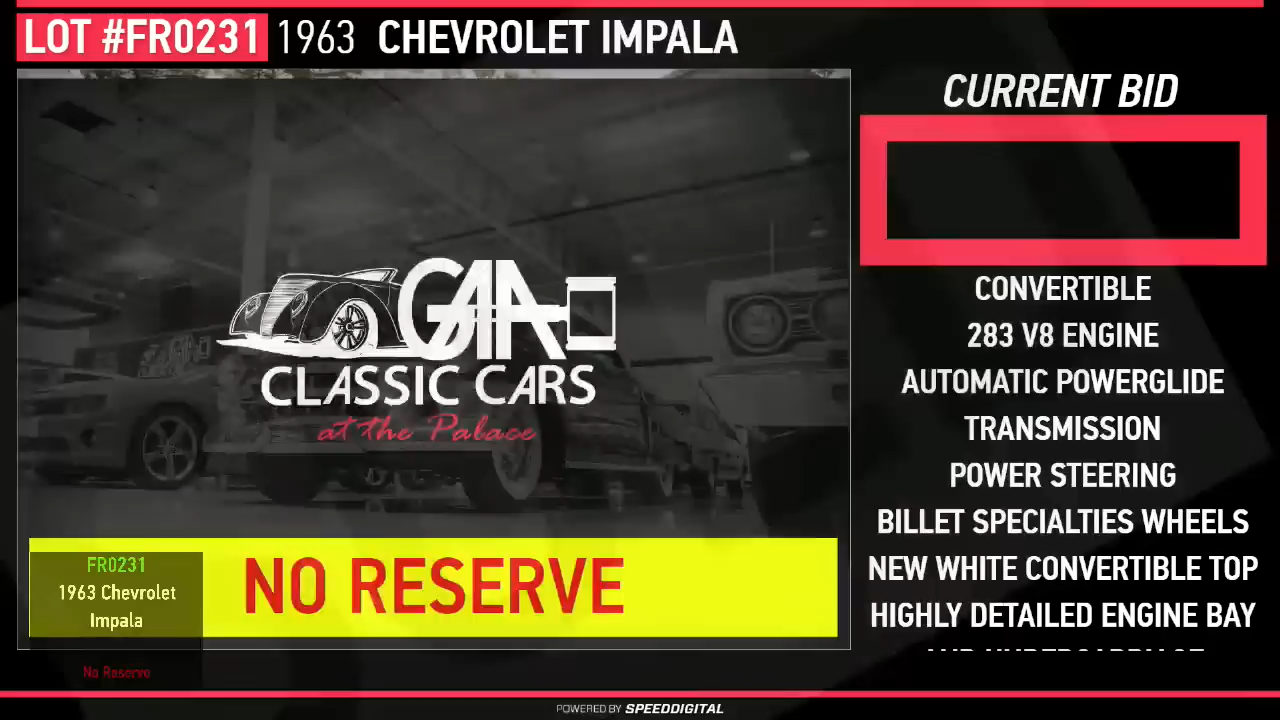 LOT #FR0231 1963 CHEVROLET IMPALA
CURRENT BID
CONVERTIBLE
283 V8 ENGINE
AUTOMATIC POWERGLIDE
TRANSMISSION
POWER STEERING
BILLET SPECIALTIES WHEELS
NEW WHITE CONVERTIBLE TOP
HIGHLY DETAILED ENGINE BAY
GAA
CLASSIC CARS
at the Palace
NO RESERVE
FR0231
1963 Chevrolet
Impala
No Reserve
POWERED BY SPEEDDIGITAL